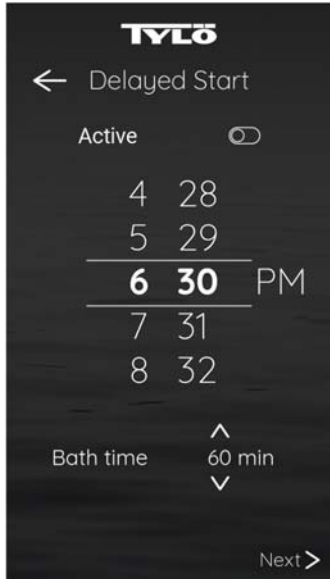 TYLÖ
Delayed Start
Active
4 28
5 29
6 30 PM
7 31
8 32
Bath time 60 min
Next